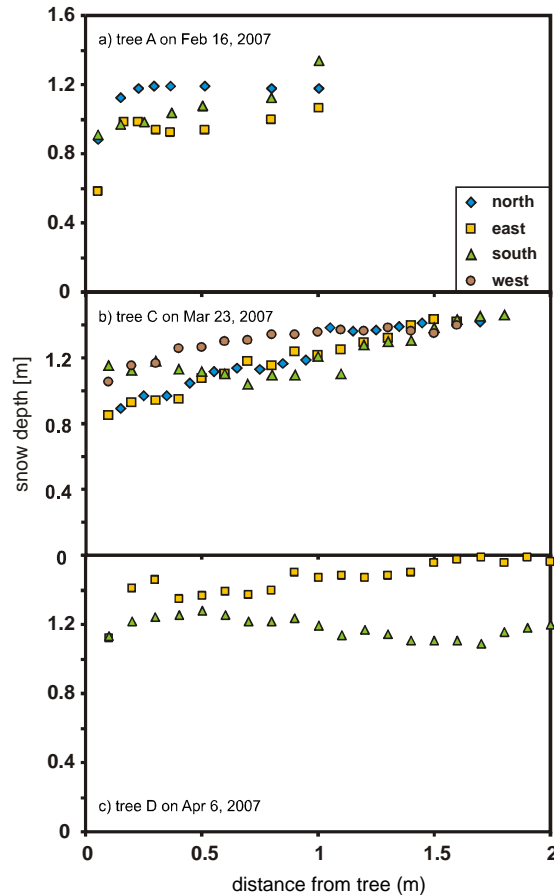 1.6
a) tree A on Feb 16, 2007
1.2
0.8
0.4
0
north
east
south
west
b) tree C on Mar 23, 2007
1.2
0.8
0.4
0
snow depth [m]
1.2
0.8
0.4
c) tree D on Apr 6, 2007
0
0 0.5 1.0 1.5 2
distance from tree (m)